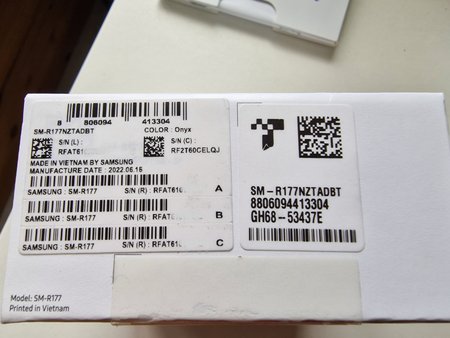 8 806094 413304
SM-R177NZTADBT COLOR : Onyx
S/N (L) : S/N (C) :
RFAT61 RF2T60CELQJ
MADE IN VIETNAM BY SAMSUNG
MANUFACTURE DATE : 2022.06.16
SAMSUNG : SM-R177 S/N (R) : RFAT610 A
SAMSUNG : SM-R177 S/N (R) : RFAT610 B
SAMSUNG : SM-R177 S/N (R) : RFAT61 C
SM-R177NZTADBT
8806094413304
GH68-53437E
Model: SM-R177
Printed in Vietnam